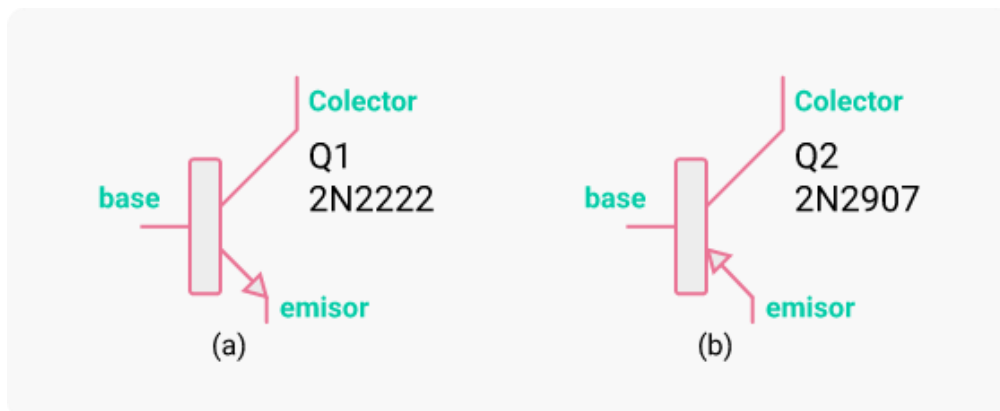 Colector
Q1
2N2222
base
emisor
(a)
Colector
Q2
2N2907
base
emisor
(b)